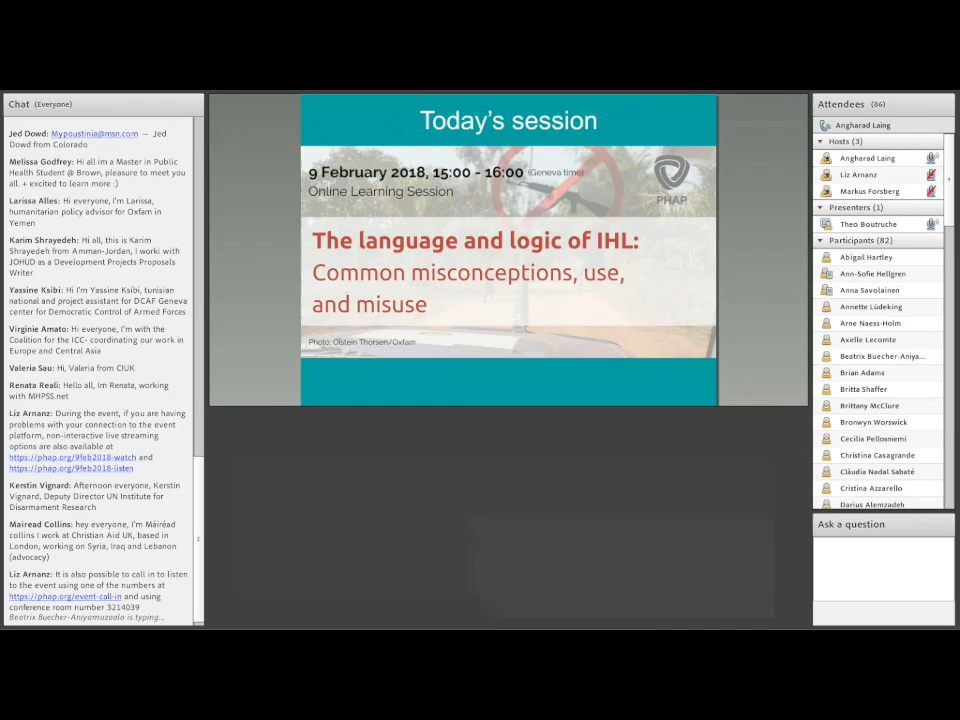 Chat (Everyone)
Jed Dowd: Mypoustinia@msn.com -- Jed
Dowd from Colorado
Melissa Godfrey: Hi all im a Master in Public
Health Student @ Brown, pleasure to meet you
all. + excited to learn more :)
Larissa Alles: Hi everyone, I'm Larissa,
humanitarian policy advisor for Oxfam in
Yemen
Karim Shrayedeh: Hi all, this is Karim
Shrayedeh from Amman-Jordan, I worki with
JOHUD as a Development Projects Proposals
Writer
Yassine Ksibi: Hi I'm Yassine Ksibi, tunisian
national and project assistant for DCAF Geneva
center for Democratic Control of Armed Forces
Virginie Amato: Hi everyone, I'm with the
Coalition for the ICC- coordinating our work in
Europe and Central Asia
Valeria Sau: Hi, Valeria from CIUK
Renata Reali: Hello all, Im Renata, working
with MHPSS.net
Liz Arnanz: During the event, if you are having
problems with your connection to the event
platform, non-interactive live streaming
options are also available at
https://phap.org/9feb2018-watch and
https://phap.org/9feb2018-listen
Kerstin Vignard: Afternoon everyone, Kerstin
Vignard, Deputy Director UN Institute for
Disarmament Research
Mairead Collins: hey everyone, I'm Máiréad
collins I work at Christian Aid UK, based in
London, working on Syria, Iraq and Lebanon
(advocacy)
Liz Arnanz: It is also possible to call in to listen
to the event using one of the numbers at
https://phap.org/event-call-in and using
conference room number 3214039
Beatrix Buecher-Aniyamuzaala is typing...
Today's session
9 February 2018, 15:00 - 16:00 (Geneva time)
Online Learning Session
PHAP
The language and logic of IHL:
Common misconceptions, use,
and misuse
Photo: Öistein Thorsen/Oxfam
Attendees (86)
Angharad Laing
Hosts (3)
Angharad Laing
Liz Arnanz
Markus Forsberg
Presenters (1)
Theo Boutruche
Participants (82)
Abigail Hartley
Ann-Sofie Hellgren
Anna Savolainen
Annette Lüdeking
Arne Naess-Holm
Axelle Lecomte
Beatrix Buecher-Aniya...
Brian Adams
Britta Shaffer
Brittany McClure
Bronwyn Worswick
Cecilia Pellosniemi
Christina Casagrande
Clàudia Nadal Sabaté
Cristina Azzarello
Darius Alemzadeh
Ask a question